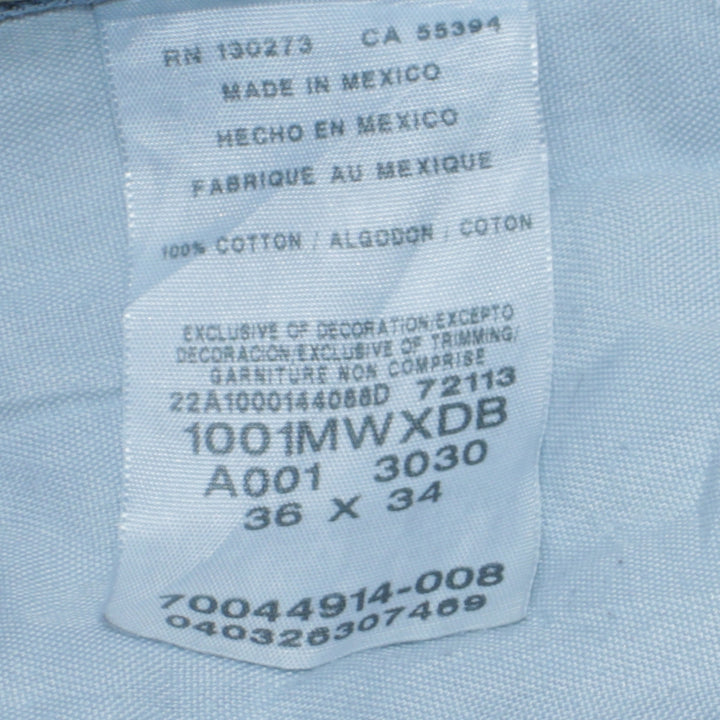 RN 130273 CA 55394
MADE IN MEXICO
HECHO EN MEXICO
FABRIQUE AU MEXIQUE
100% COTTON / ALGODON / COTON
EXCLUSIVE OF DECORATION/EXCEPTO
DECORACION/EXCLUSIVE OF TRIMMING/
GARNITURE NON COMPRISE
22A1000144088D 72113
1001MWXDB
A001 3030
36 X 34
70044914-008
040326307469